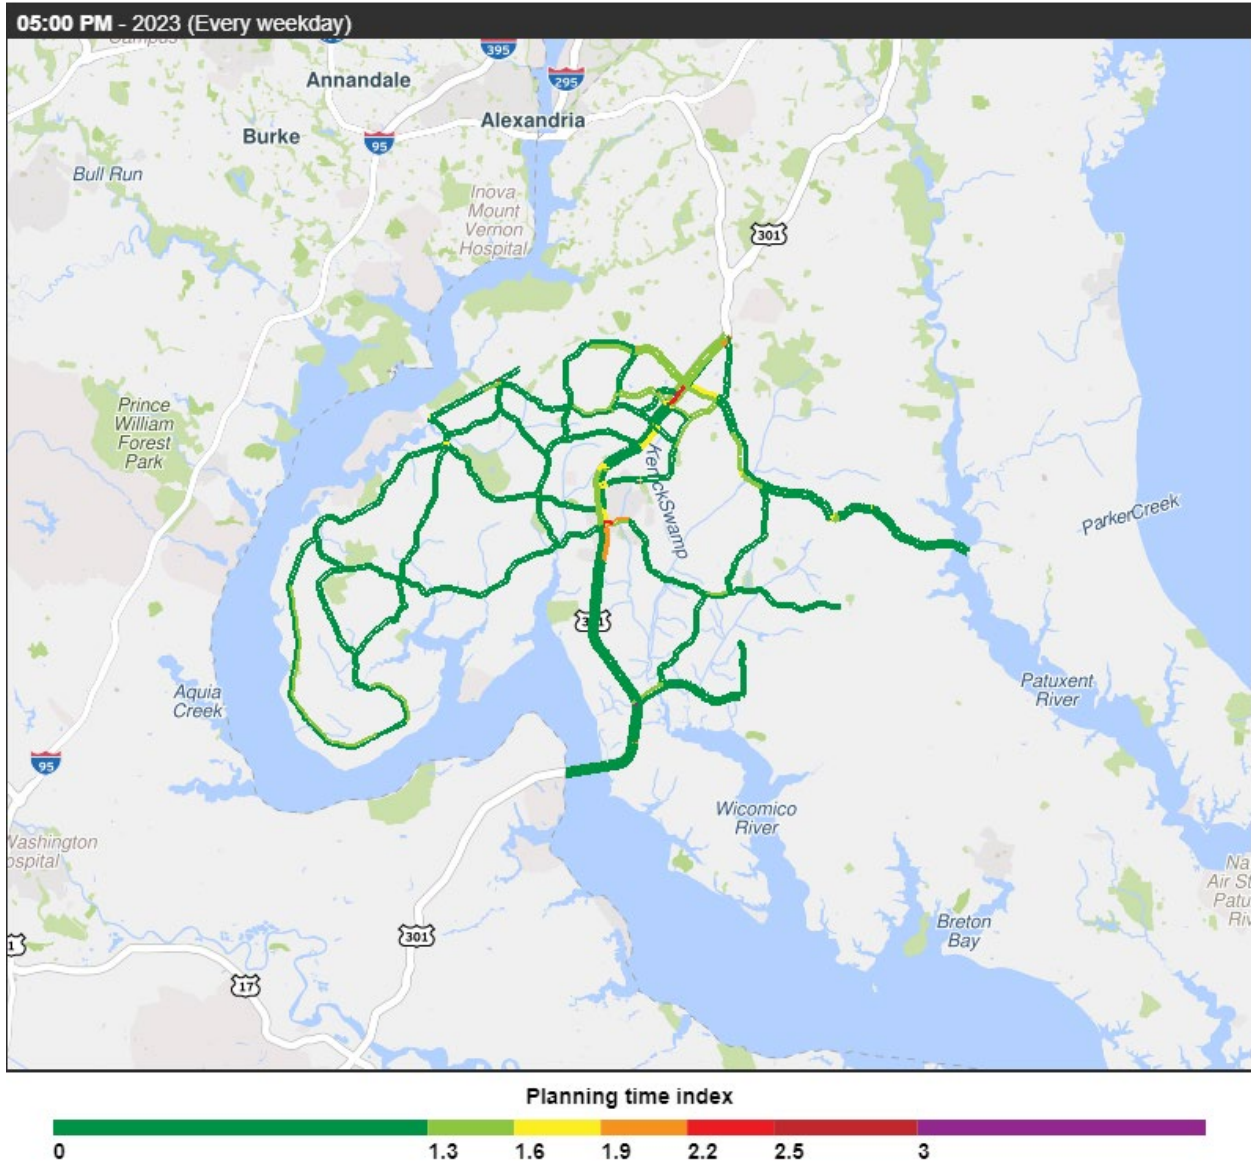 05:00 PM - 2023 (Every weekday)
395
Annandale
295
Alexandria
Burke
95
Bull Run
Inova
Mount
Vernon
Hospital
301
Prince
William
Forest
Park
ParkerCreek
Patuxent
River
Aquia
Creek
95
Wicomico
River
Washington
Breton
Bay
301
17
Planning time index
0
1.3
1.6
1.9
2.2
2.5
3